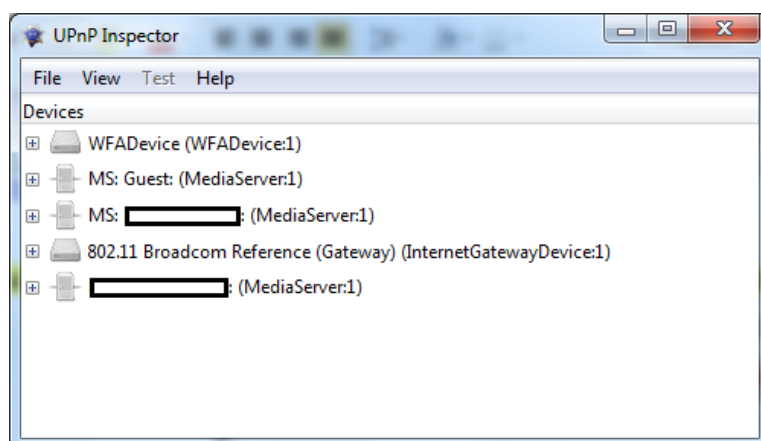 UPnP Inspector
File View Test Help
Devices
WFADevice (WFADevice:1)
MS: Guest: (MediaServer:1)
MS: : (MediaServer:1)
802.11 Broadcom Reference (Gateway) (InternetGatewayDevice:1)
: (MediaServer:1)